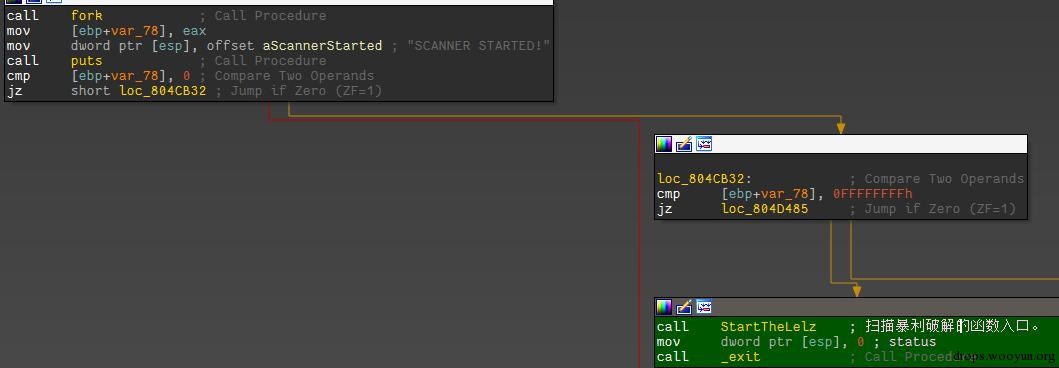 call    fork            ; Call Procedure
mov     [ebp+var_78], eax
mov     dword ptr [esp], offset aScannerStarted ; "SCANNER STARTED!"
call    puts            ; Call Procedure
cmp     [ebp+var_78], 0 ; Compare Two Operands
jz      short loc_804CB32 ; Jump if Zero (ZF=1)
loc_804CB32:            ; Compare Two Operands
cmp     [ebp+var_78], 0FFFFFFFFh
jz      loc_804D485     ; Jump if Zero (ZF=1)
call    StartTheLelz    ; 扫描暴利破解的函数入口。
mov     dword ptr [esp], 0 ; status
call    _exit           ; Call Procedure
drops.wooyun.org